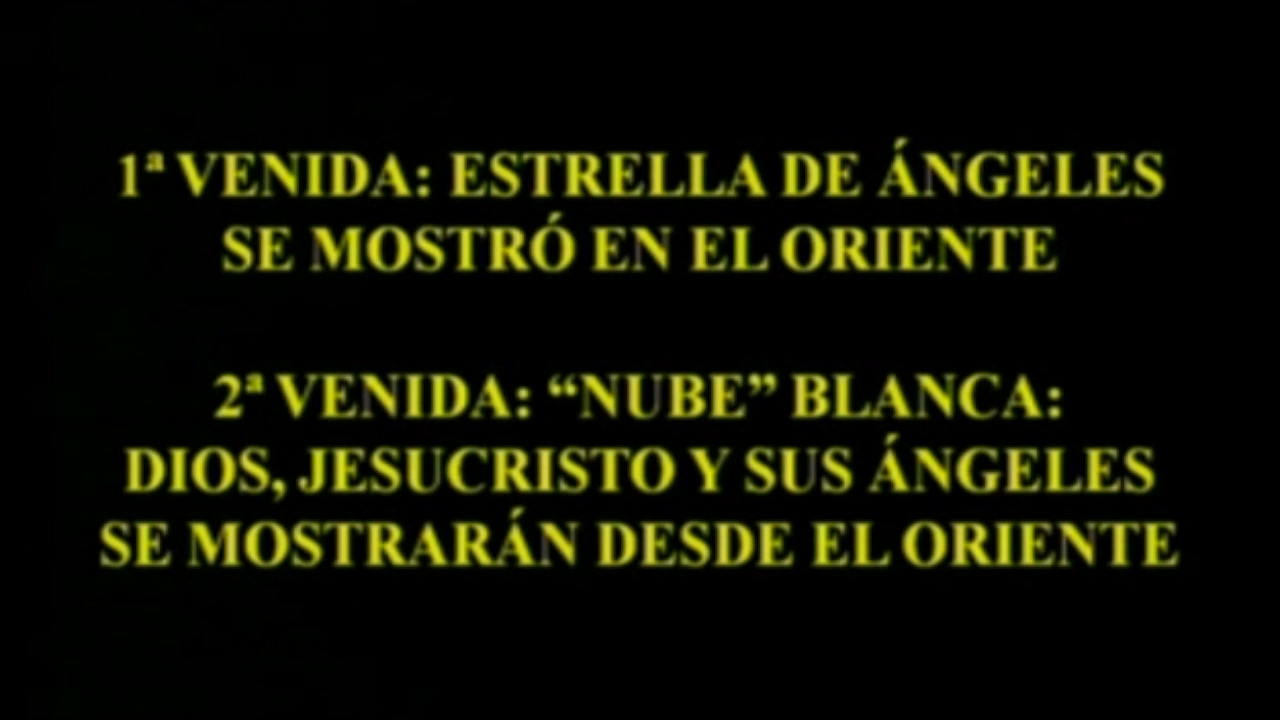 1ª VENIDA: ESTRELLA DE ÁNGELES
SE MOSTRÓ EN EL ORIENTE
2ª VENIDA: “NUBE” BLANCA:
DIOS, JESUCRISTO Y SUS ÁNGELES
SE MOSTRARÁN DESDE EL ORIENTE